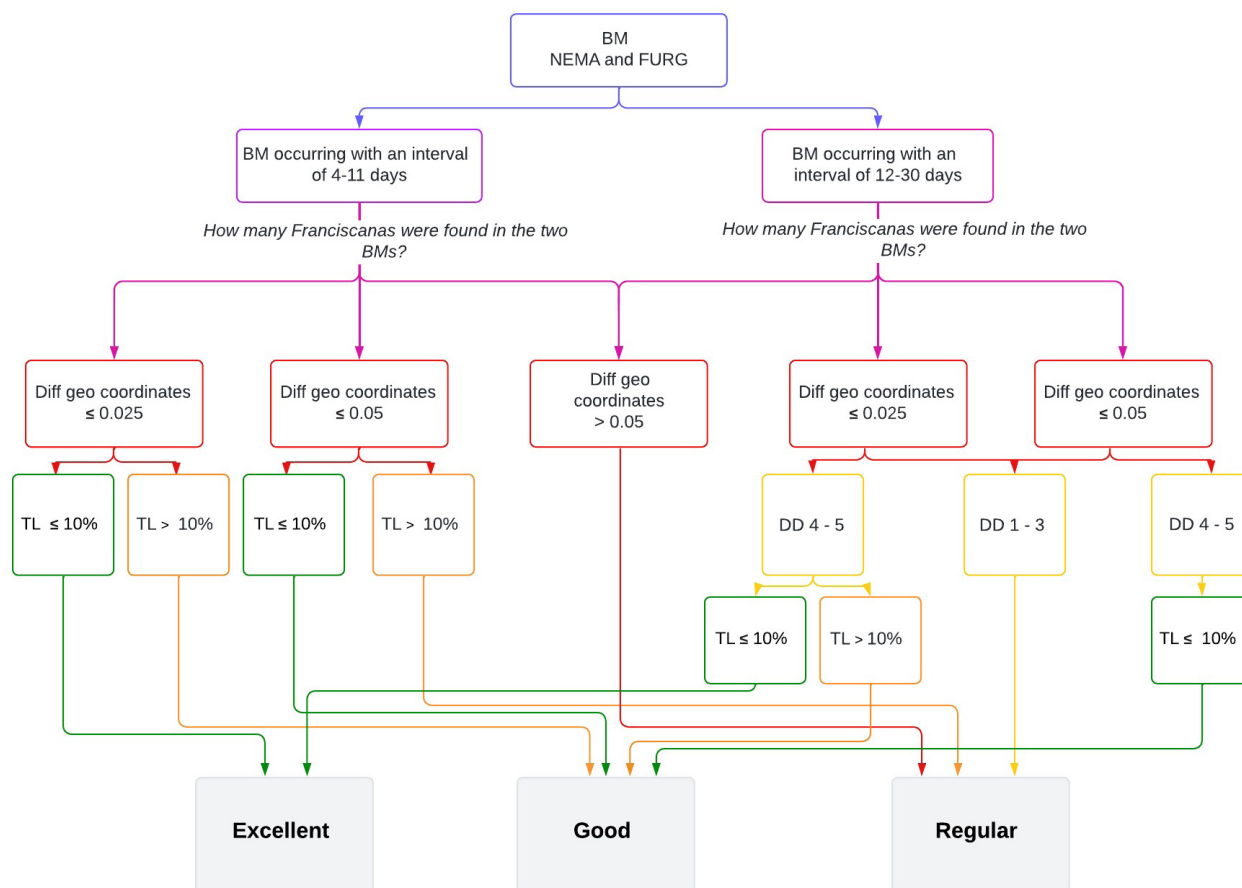 BM
NEMA and FURG
BM occurring with an interval
of 4-11 days
BM occurring with an
interval of 12-30 days
How many Franciscanas were found in the two
BMs?
How many Franciscanas were found in the two
BMs?
Diff geo coordinates
≤ 0.025
Diff geo coordinates
≤ 0.05
Diff geo
coordinates
> 0.05
Diff geo coordinates
≤ 0.025
Diff geo coordinates
≤ 0.05
TL ≤ 10%
TL > 10%
TL ≤ 10%
TL > 10%
DD 4 - 5
DD 1 - 3
DD 4 - 5
TL ≤ 10%
TL > 10%
TL ≤ 10%
Excellent
Good
Regular